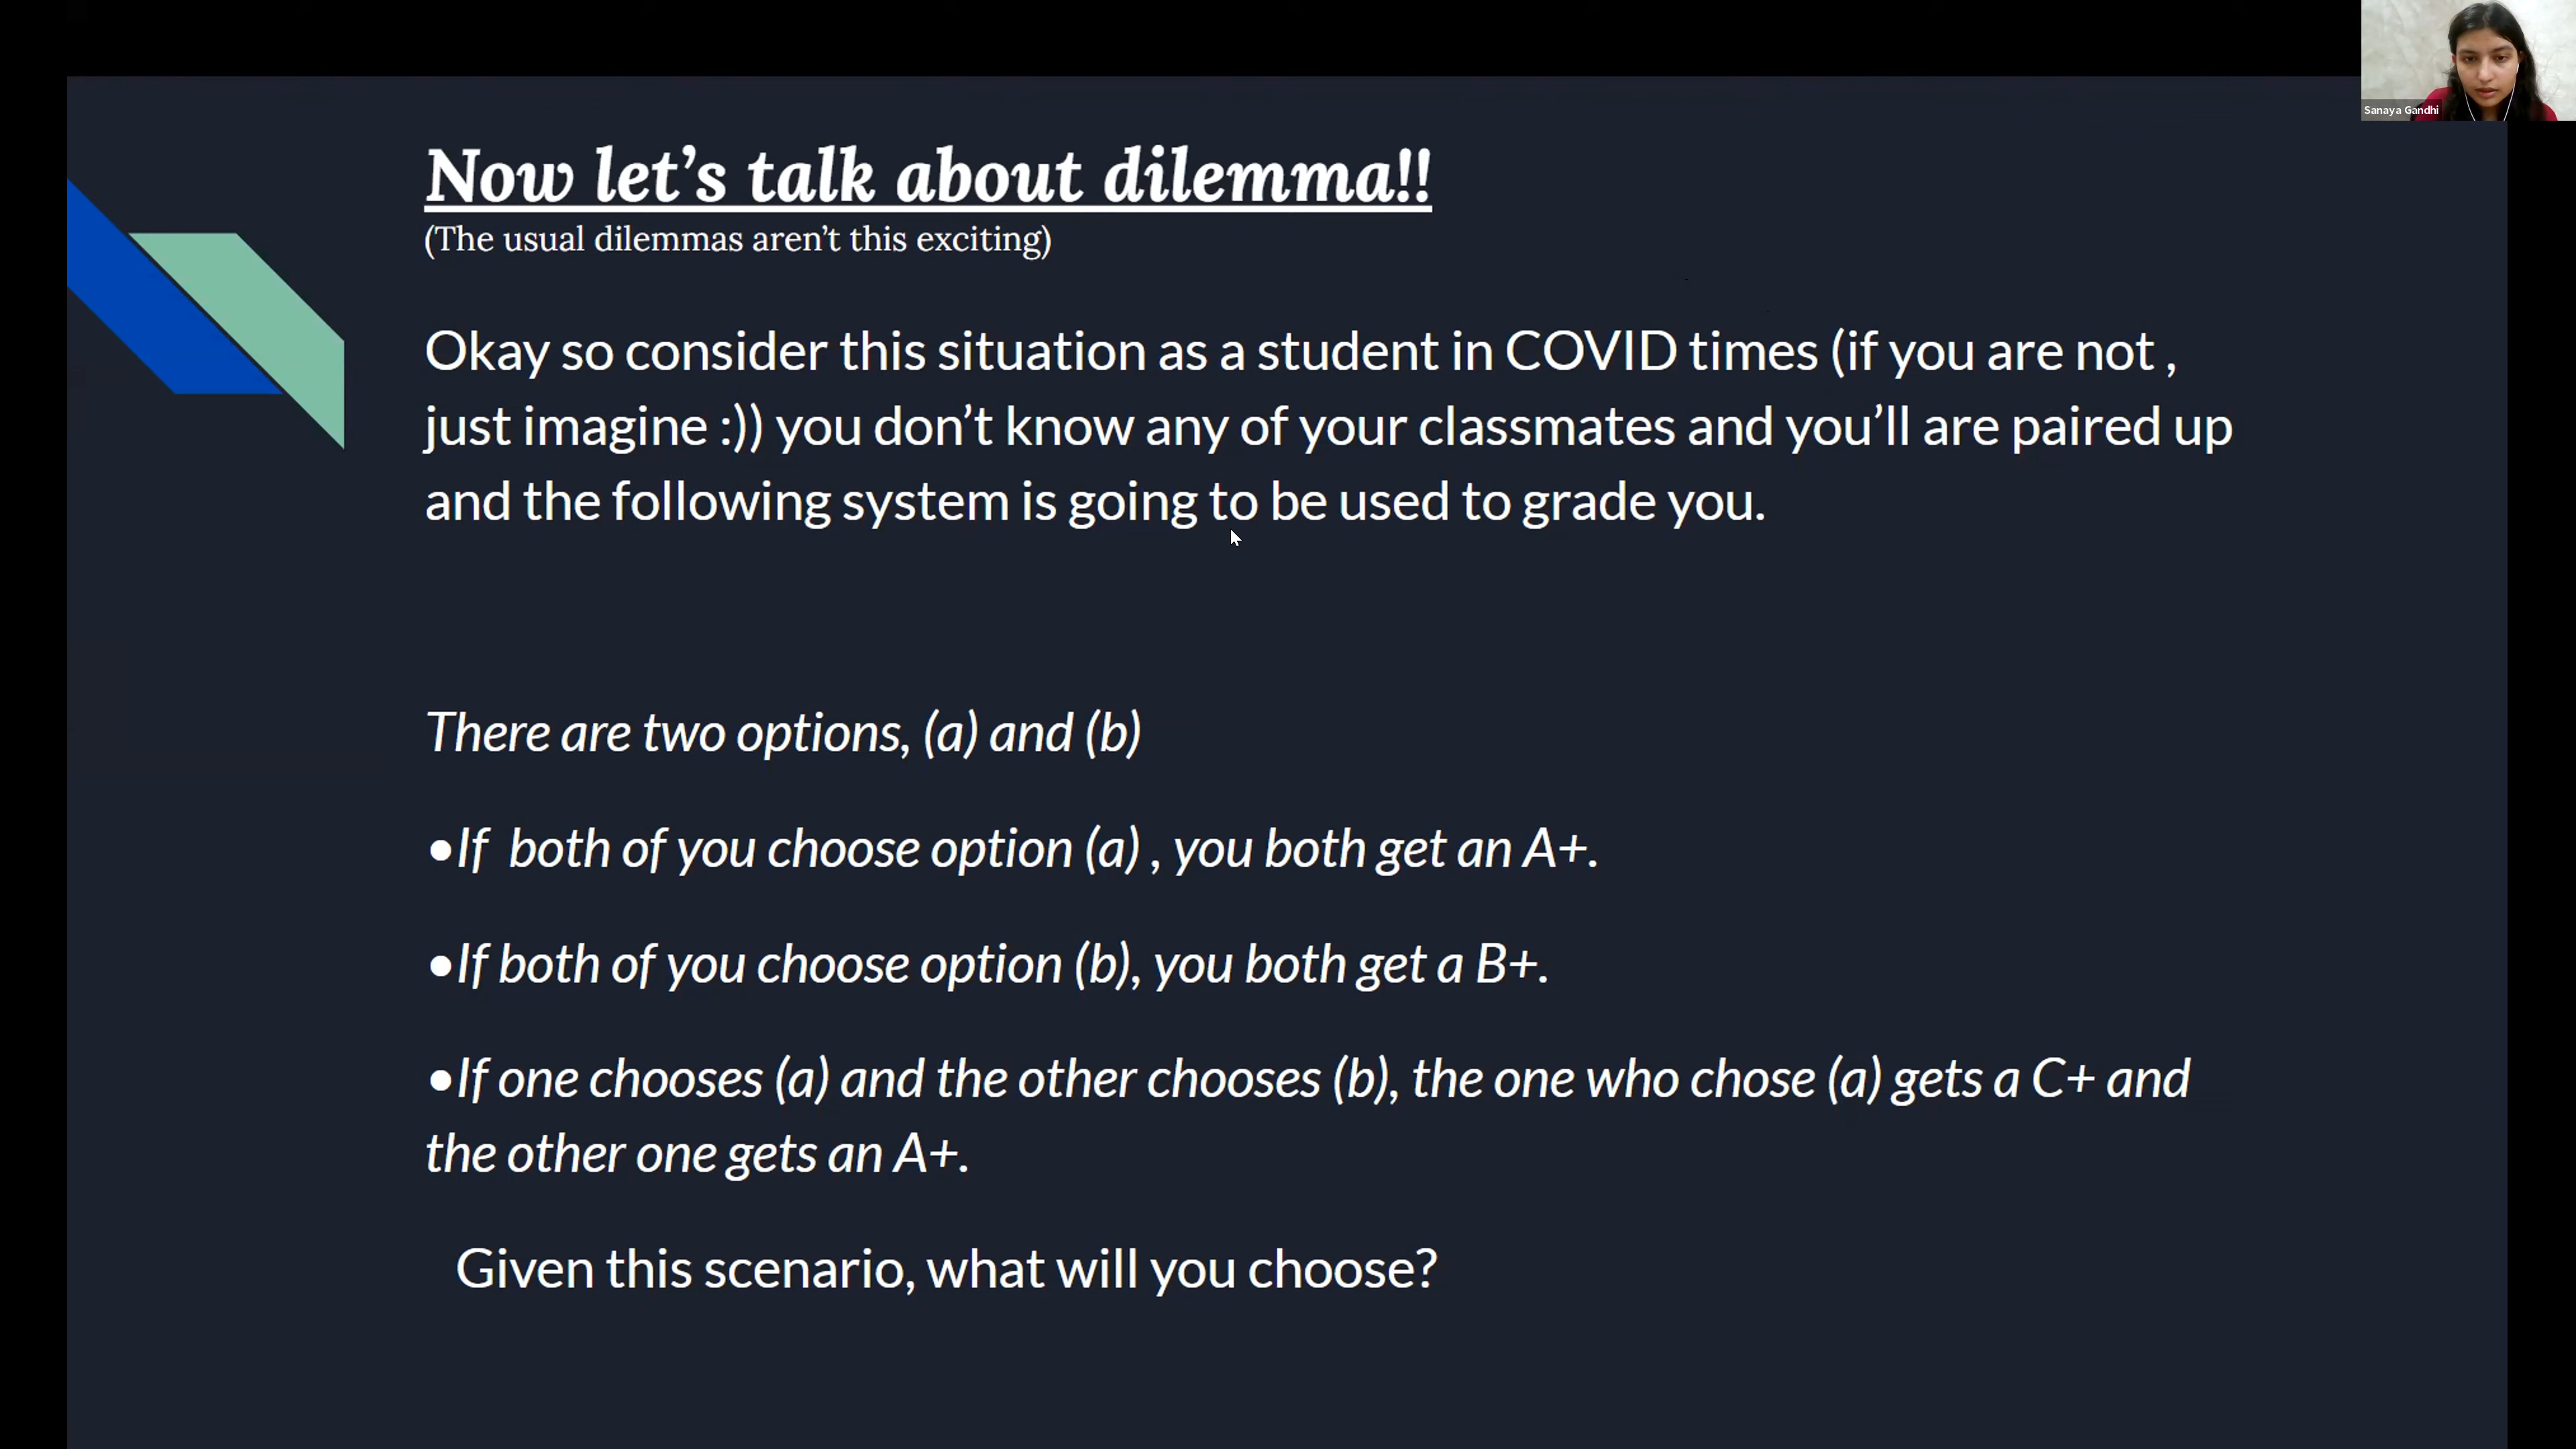 Sanaya Gandhi
Now let's talk about dilemma!!
(The usual dilemmas aren't this exciting)
Okay so consider this situation as a student in COVID times (if you are not ,
just imagine :)) you don't know any of your classmates and you'll are paired up
and the following system is going to be used to grade you.
There are two options, (a) and (b)
●If  both of you choose option (a) , you both get an A+.
●If both of you choose option (b), you both get a B+.
●If one chooses (a) and the other chooses (b), the one who chose (a) gets a C+ and
the other one gets an A+.
Given this scenario, what will you choose?